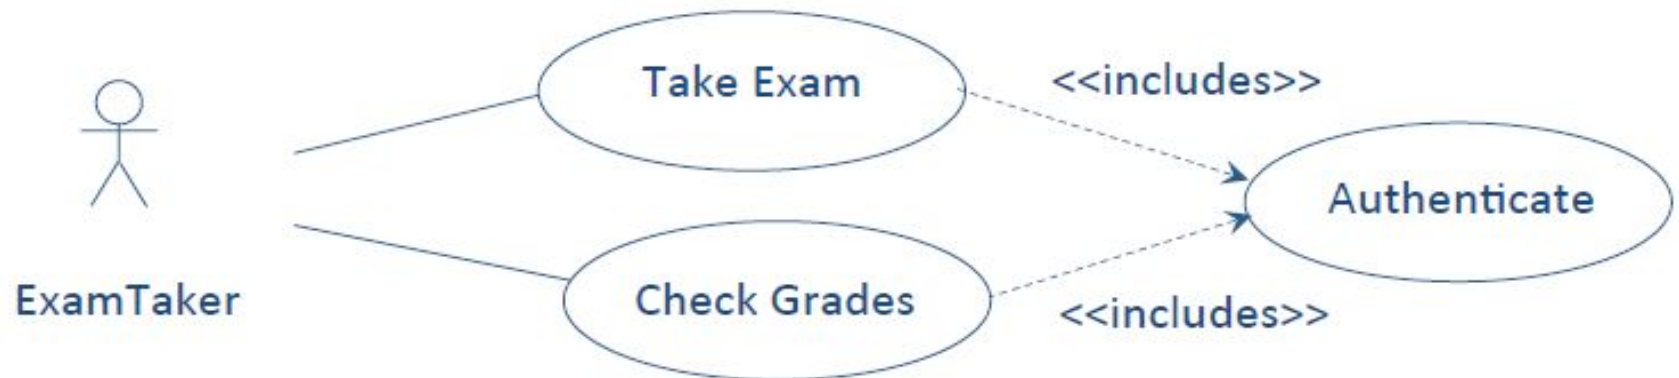 Take Exam
<<includes>>
Authenticate
ExamTaker
Check Grades
<<includes>>